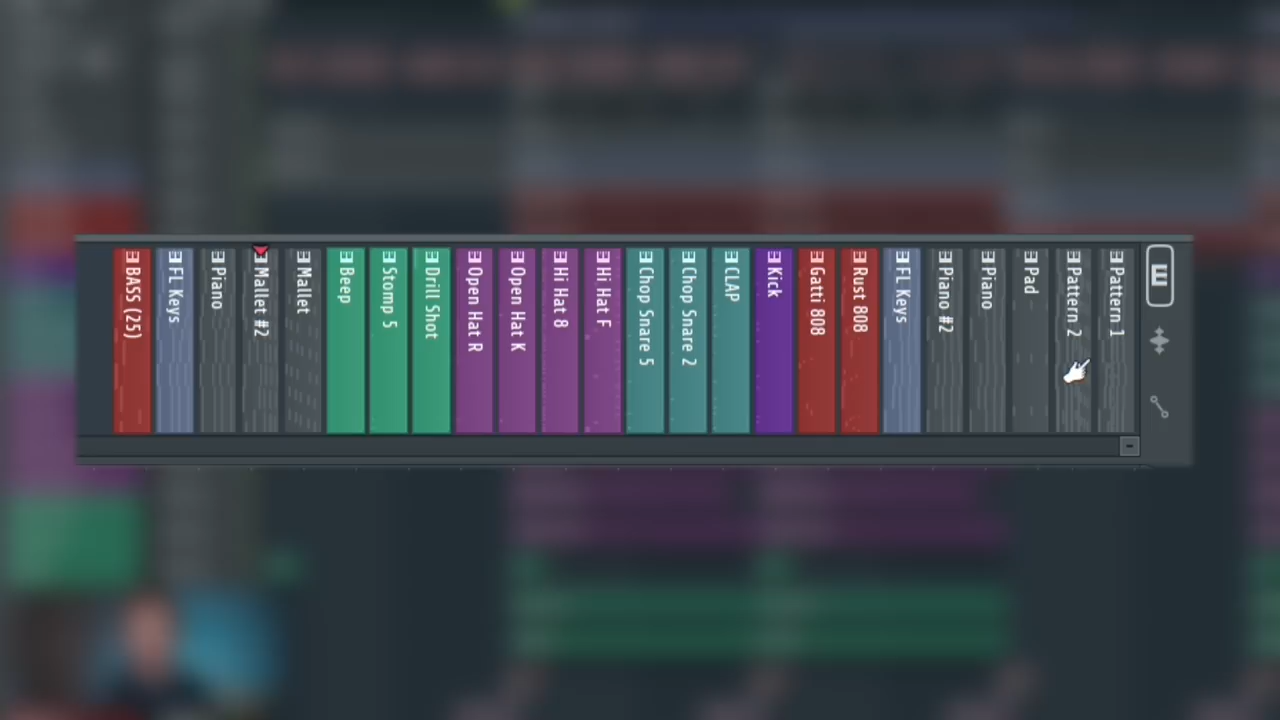 Pattern 1
Pattern 2
Pad
Piano
Piano #2
FL Keys
Rust 808
Gatti 808
Kick
CLAP
Chop Snare 2
Chop Snare 5
Hi Hat F
Hi Hat 8
Open Hat K
Open Hat R
Drill Shot
Stomp 5
Beep
Mallet
Mallet #2
Piano
FL Keys
BASS (25)